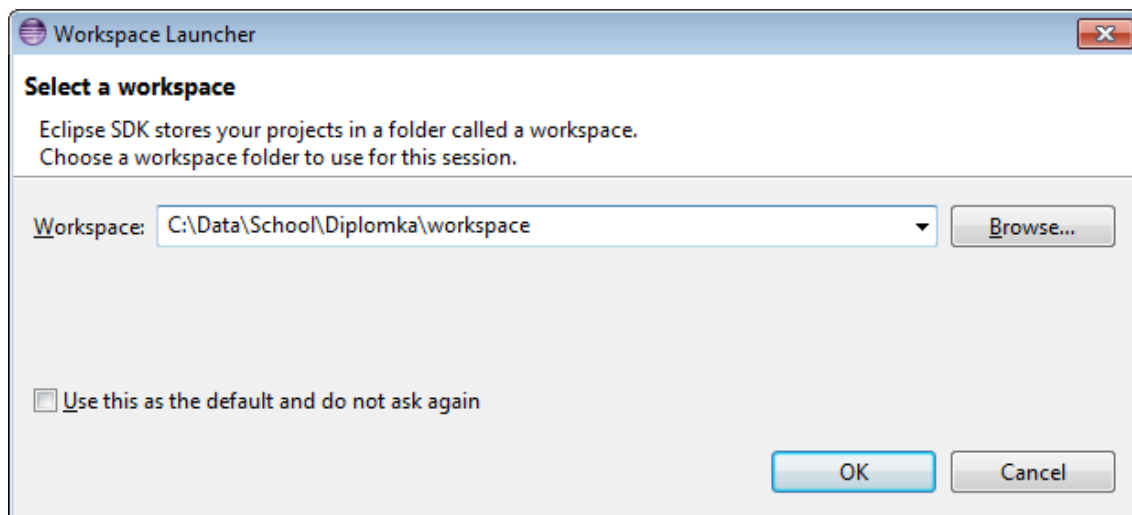 Workspace Launcher
Select a workspace
Eclipse SDK stores your projects in a folder called a workspace.
Choose a workspace folder to use for this session.
Workspace: C:\Data\School\Diplomka\workspace Browse...
Use this as the default and do not ask again
OK Cancel